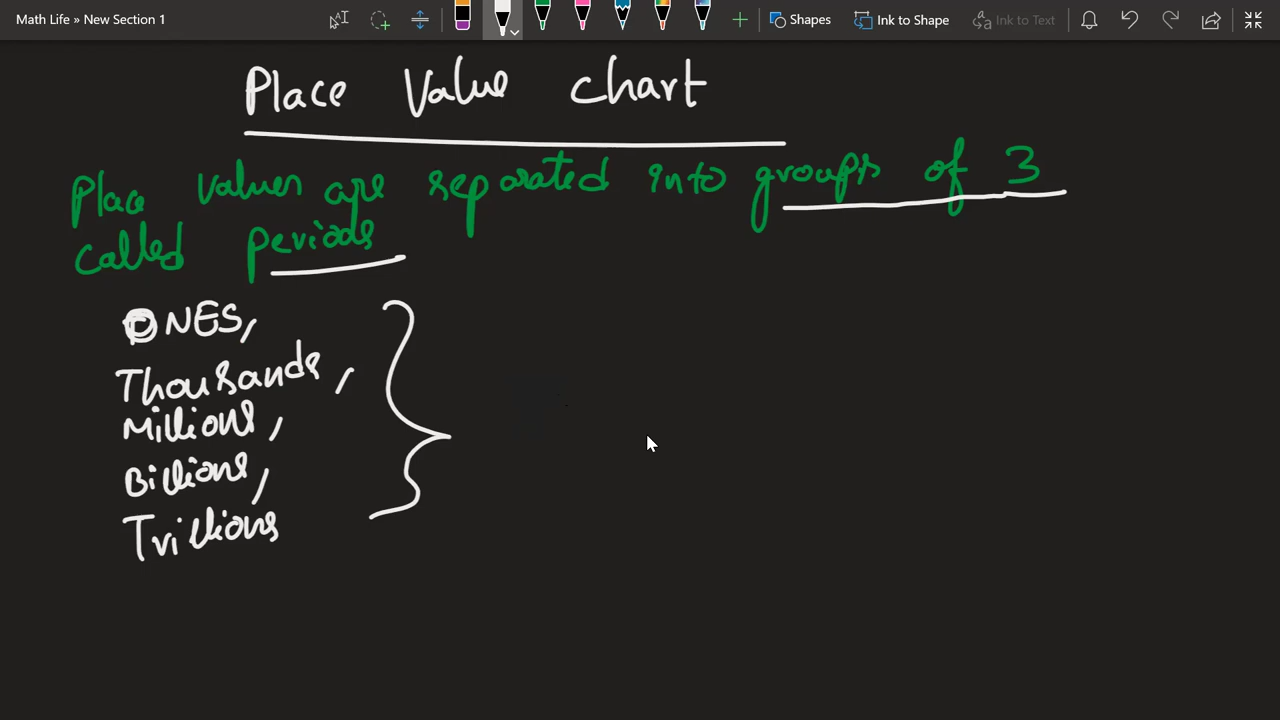 Math Life » New Section 1
Shapes
Ink to Shape
Ink to Text
Place Value chart
Place values are separated into groups of 3
called periods
ONES,
Thousands,
Millions,
Billions,
Trillions